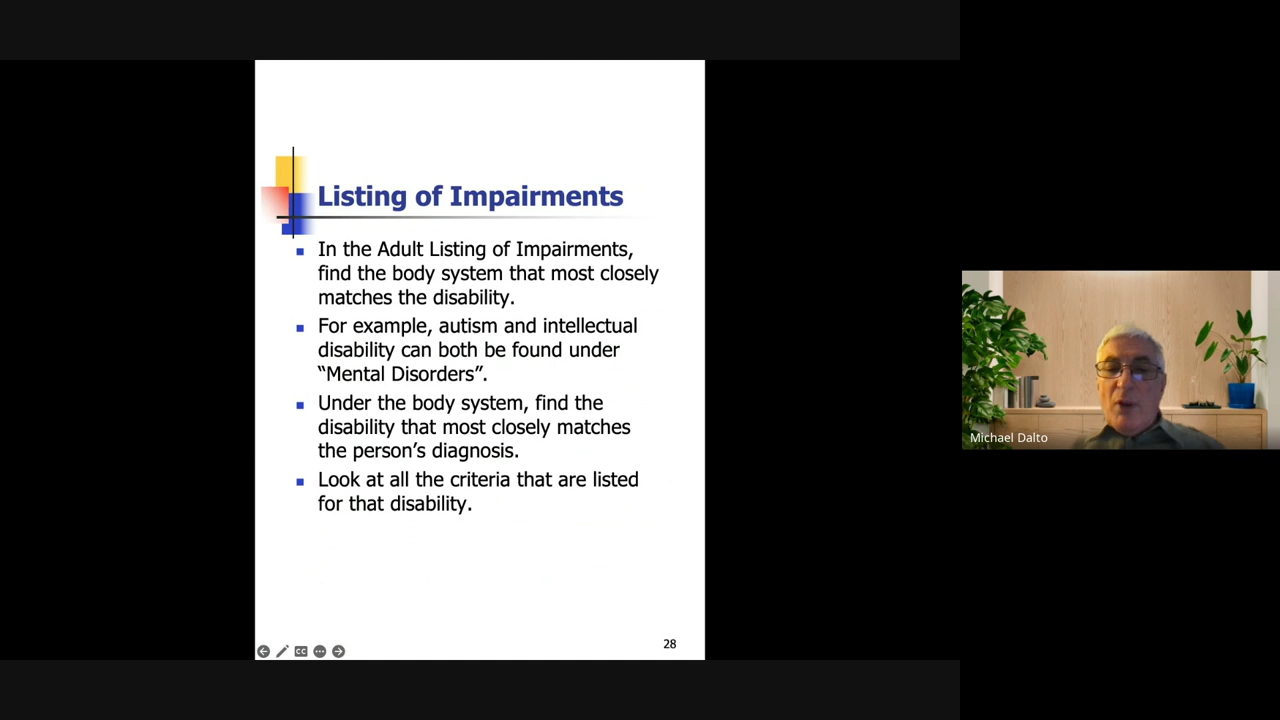 Listing of Impairments
In the Adult Listing of Impairments,
find the body system that most closely
matches the disability.
For example, autism and intellectual
disability can both be found under
“Mental Disorders”.
Under the body system, find the
disability that most closely matches
the person’s diagnosis.
Look at all the criteria that are listed
for that disability.
28
CC
Michael Dalto